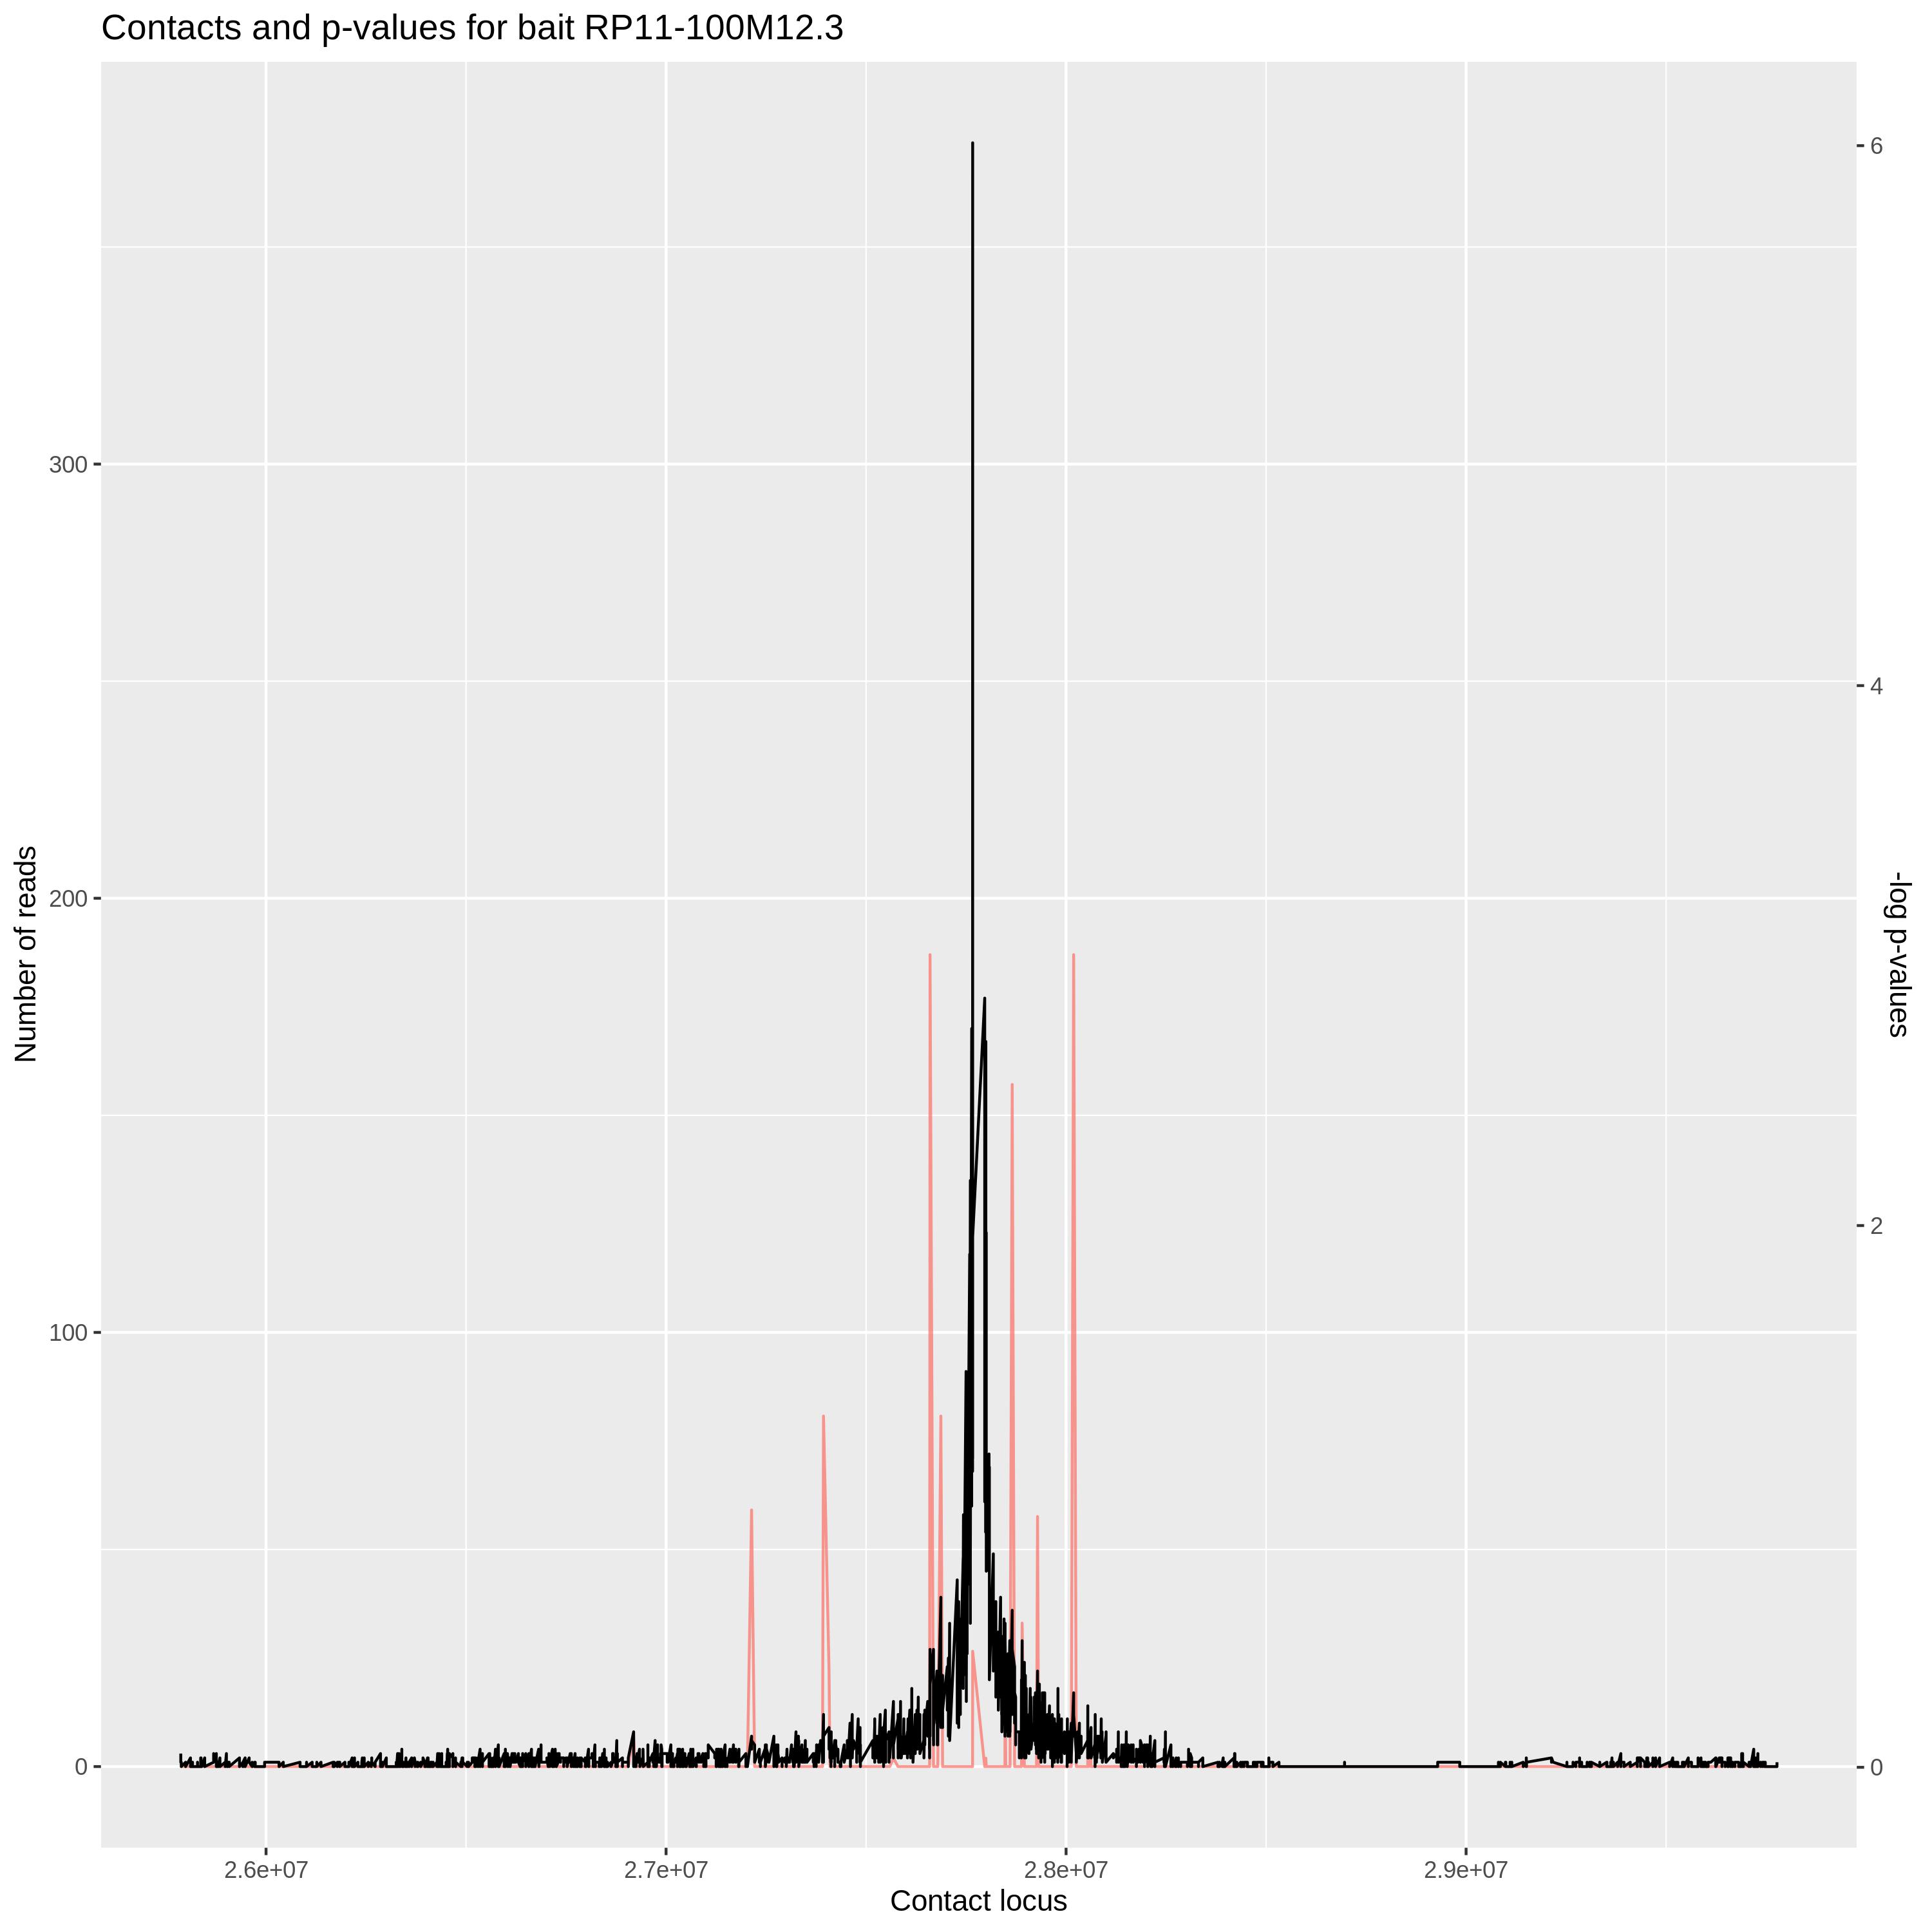 Contacts and p-values for bait RP11-100M12.3
Number of reads
300
200
100
0
6
4
2
0
-log p-values
2.6e+07
2.7e+07
2.8e+07
2.9e+07
Contact locus